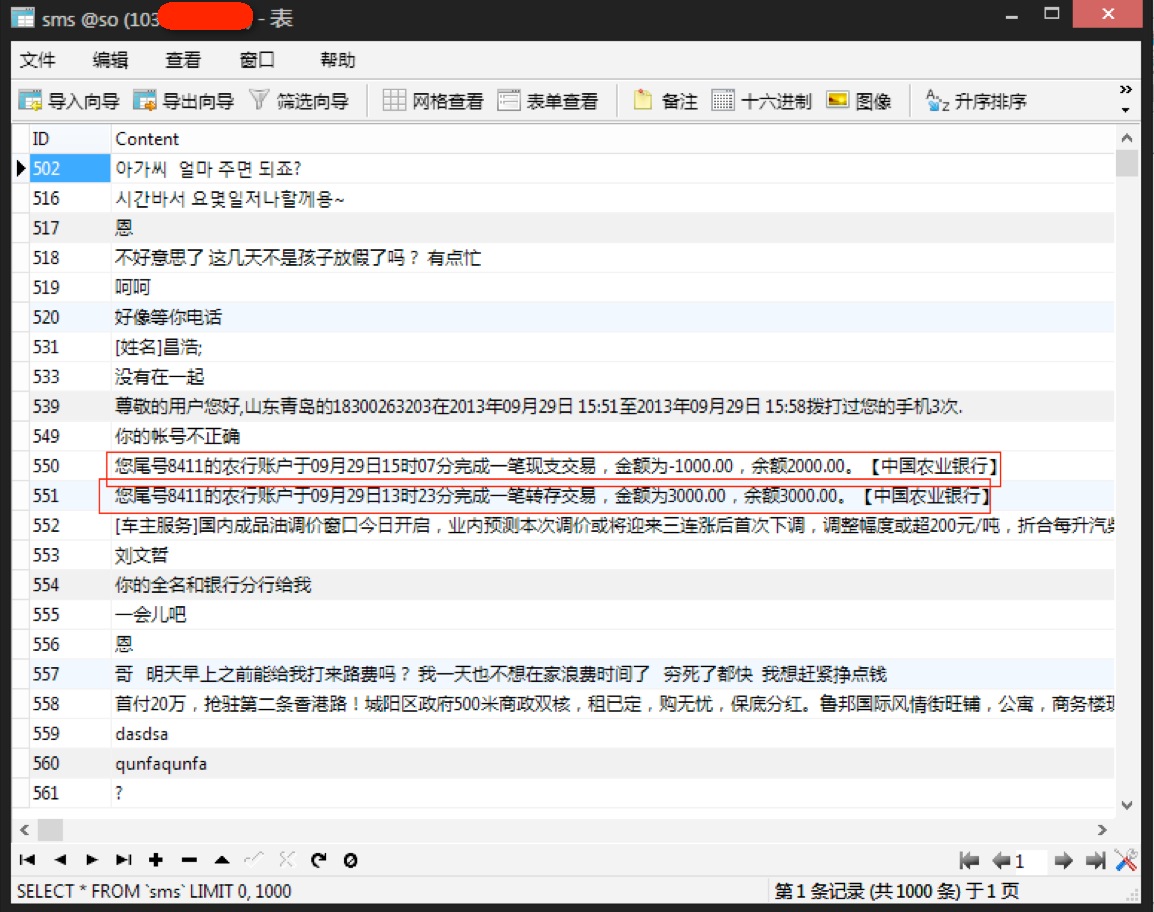 sms @so (103 - 表
文件 编辑 查看 窗口 帮助
导入向导 导出向导 筛选向导 网格查看 表单查看 备注 十六进制 图像 升序排序
ID Content
502 아가씨 얼마 주면 되죠?
516 시간바서 요몇일저나할께용~
517 恩
518 不好意思了 这几天不是孩子放假了吗？ 有点忙
519 呵呵
520 好像等你电话
531 [姓名]昌浩;
533 没有在一起
539 尊敬的用户您好,山东青岛的18300263203在2013年09月29日 15:51至2013年09月29日 15:58拨打过您的手机3次.
549 你的帐号不正确
550 您尾号8411的农行账户于09月29日15时07分完成一笔现支交易，金额为-1000.00，余额2000.00。【中国农业银行】
551 您尾号8411的农行账户于09月29日13时23分完成一笔转存交易，金额为3000.00，余额3000.00。【中国农业银行】
552 [车主服务]国内成品油调价窗口今日开启，业内预测本次调价或将迎来三连涨后首次下调，调整幅度或超200元/吨，折合每升汽
553 刘文哲
554 你的全名和银行分行给我
555 一会儿吧
556 恩
557 哥 明天早上之前能给我打来路费吗？ 我一天也不想在家浪费时间了 穷死了都快 我想赶紧挣点钱
558 首付20万，抢驻第二条香港路！城阳区政府500米商政双核，租已定，购无忧，保底分红。鲁邦国际风情街旺铺，公寓，商务楼
559 dasdsa
560 qunfaqunfa
561 ?
1
SELECT * FROM `sms` LIMIT 0, 1000 第 1 条记录 (共 1000 条) 于 1 页